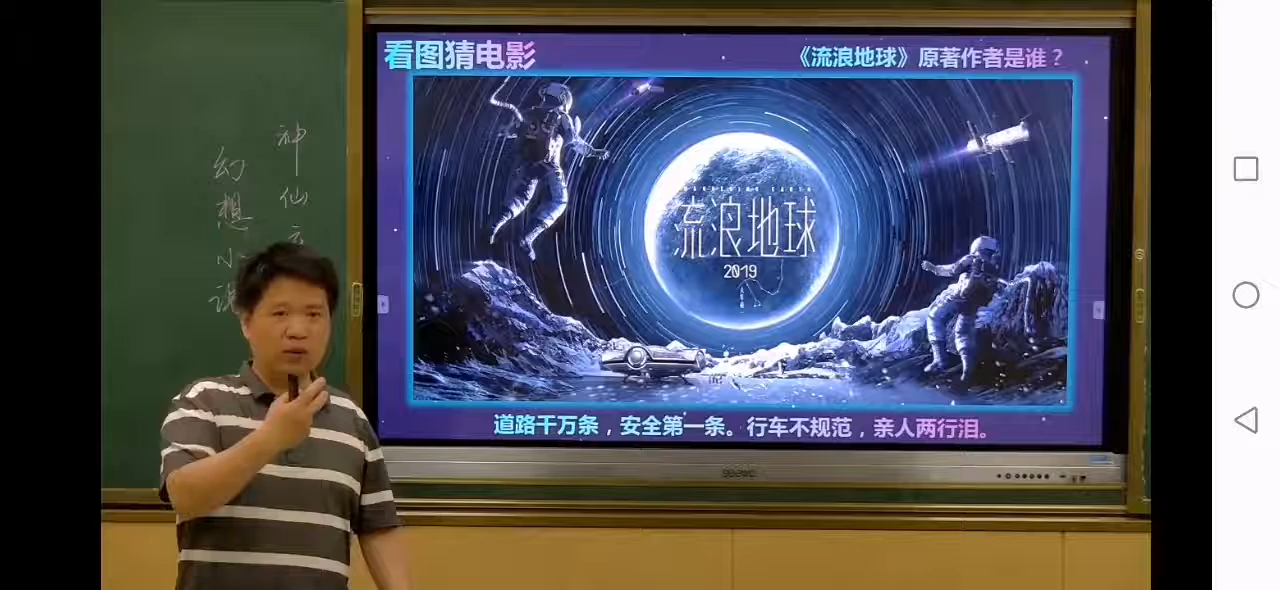 看图猜电影
《流浪地球》原著作者是谁？
流浪地球
2019
道路千万条，安全第一条。行车不规范，亲人两行泪。
神仙
幻想小说
seewo